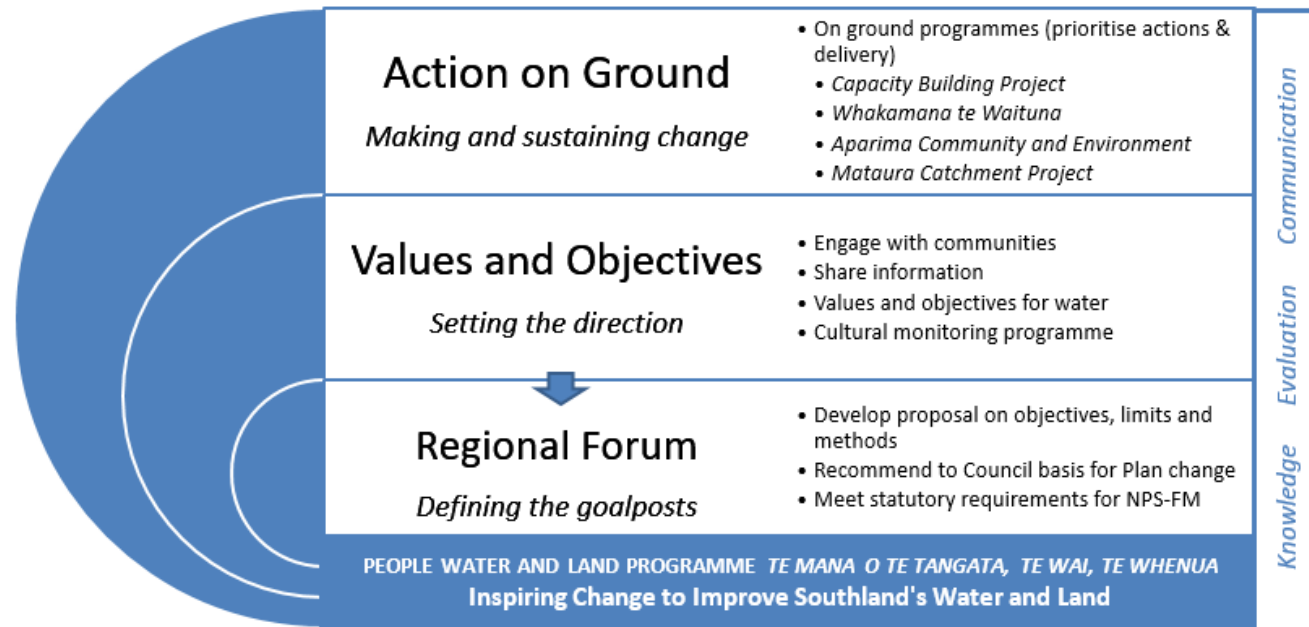 Action on Ground
Making and sustaining change
• On ground programmes (prioritise actions &
delivery)
• Capacity Building Project
• Whakamana te Waituna
• Aparima Community and Environment
• Mataura Catchment Project
Values and Objectives
Setting the direction
• Engage with communities
• Share information
• Values and objectives for water
• Cultural monitoring programme
Regional Forum
Defining the goalposts
• Develop proposal on objectives, limits and
methods
• Recommend to Council basis for Plan change
• Meet statutory requirements for NPS-FM
PEOPLE WATER AND LAND PROGRAMME TE MANA O TE TANGATA, TE WAI, TE WHENUA
Inspiring Change to Improve Southland's Water and Land
Knowledge Evaluation Communication